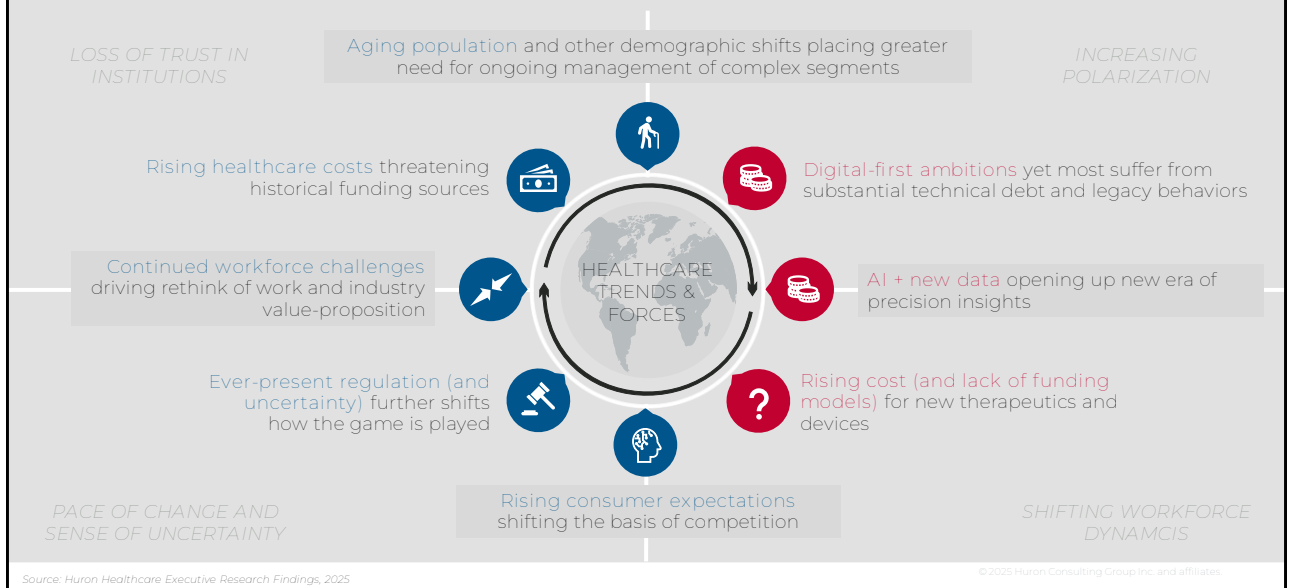 LOSS OF TRUST IN
INSTITUTIONS
Aging population and other demographic shifts placing greater
need for ongoing management of complex segments
INCREASING
POLARIZATION
Rising healthcare costs threatening
historical funding sources
Digital-first ambitions yet most suffer from
substantial technical debt and legacy behaviors
Continued workforce challenges
driving rethink of work and industry
value-proposition
HEALTHCARE
TRENDS &
FORCES
AI + new data opening up new era of
precision insights
Ever-present regulation (and
uncertainty) further shifts
how the game is played
Rising cost (and lack of funding
models) for new therapeutics and
devices
?
Rising consumer expectations
shifting the basis of competition
PACE OF CHANGE AND
SENSE OF UNCERTAINTY
SHIFTING WORKFORCE
DYNAMCIS
Source: Huron Healthcare Executive Research Findings, 2025
© 2025 Huron Consulting Group Inc. and affiliates.